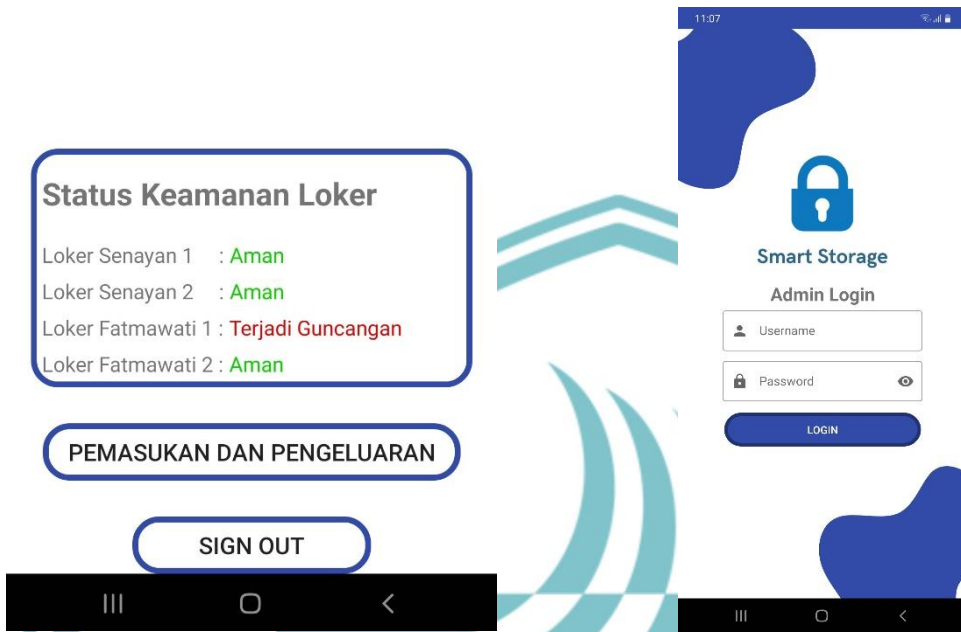 Status Keamanan Loker
Loker Senayan 1 : Aman
Loker Senayan 2 : Aman
Loker Fatmawati 1 : Terjadi Guncangan
Loker Fatmawati 2 : Aman
PEMASUKAN DAN PENGELUARAN
SIGN OUT
11:07
Smart Storage
Admin Login
Username
Password
LOGIN